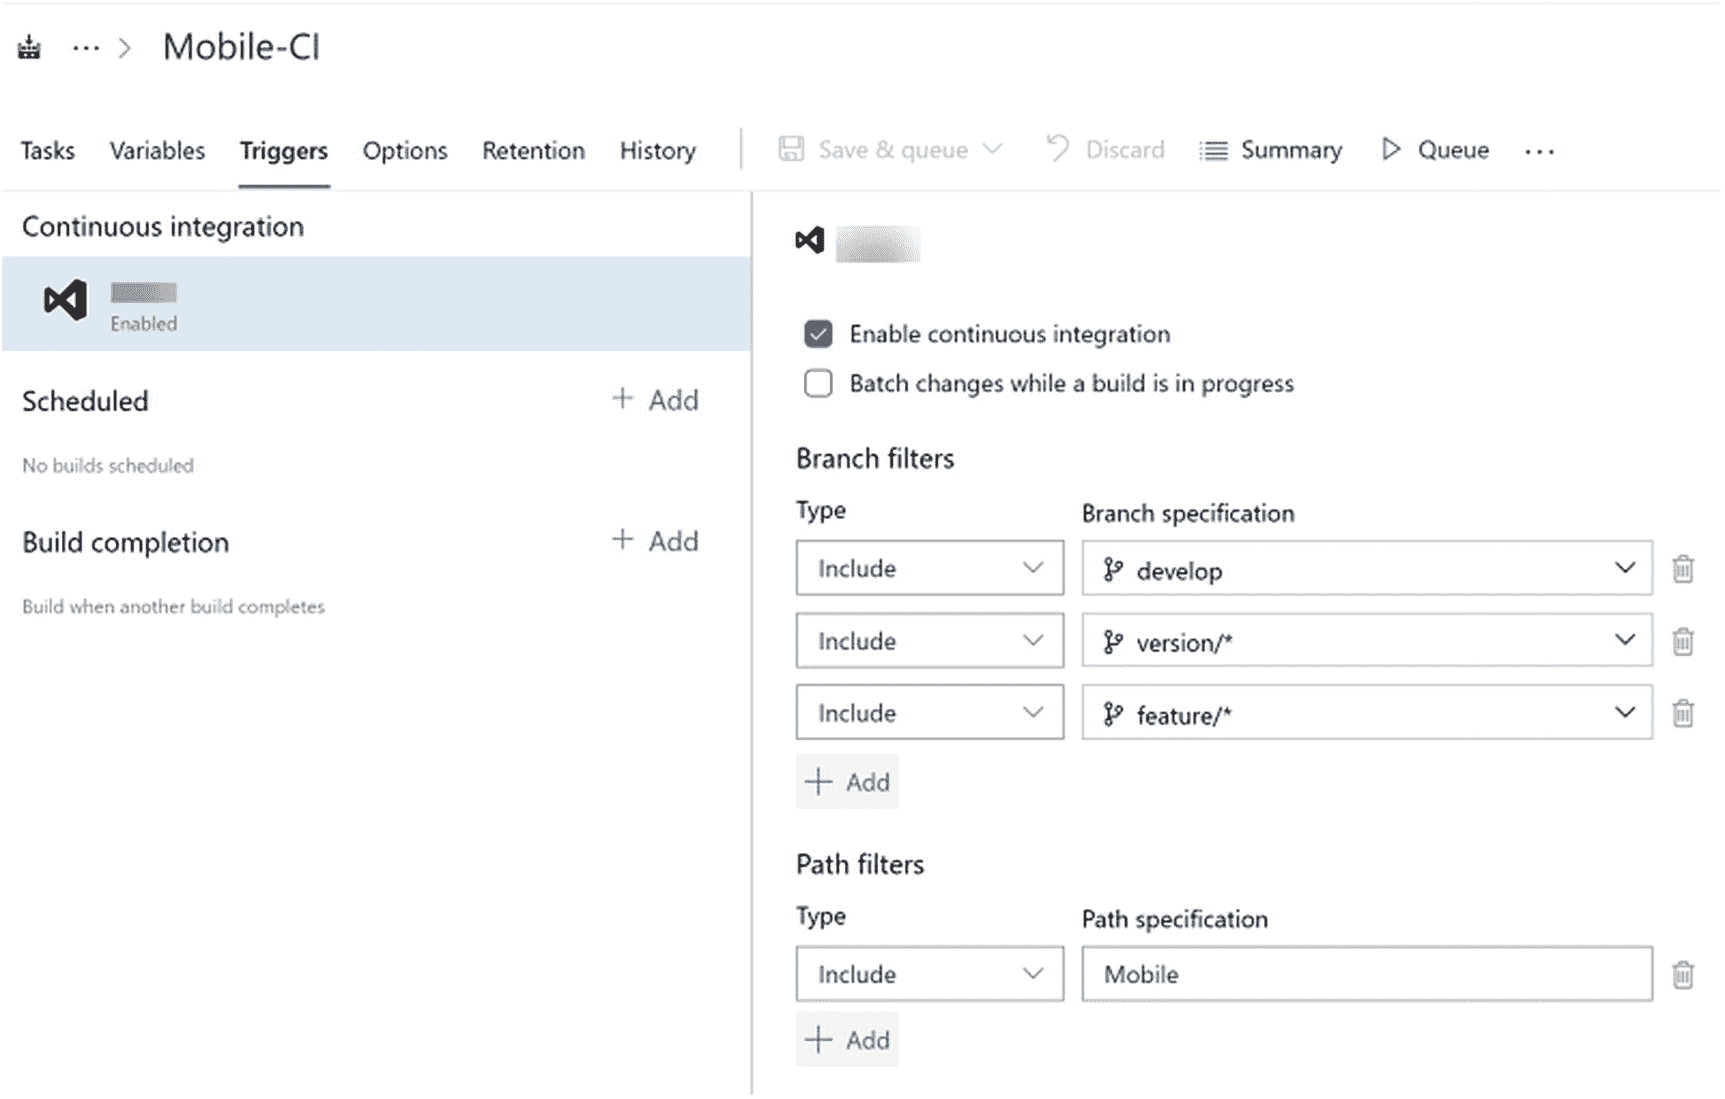 ... > Mobile-CI
Tasks Variables Triggers Options Retention History Save & queue Discard Summary Queue ...
Continuous integration
Enabled
Scheduled + Add
No builds scheduled
Build completion + Add
Build when another build completes
Enable continuous integration
Batch changes while a build is in progress
Branch filters
Type Branch specification
Include develop
Include version/*
Include feature/*
+ Add
Path filters
Type Path specification
Include Mobile
+ Add